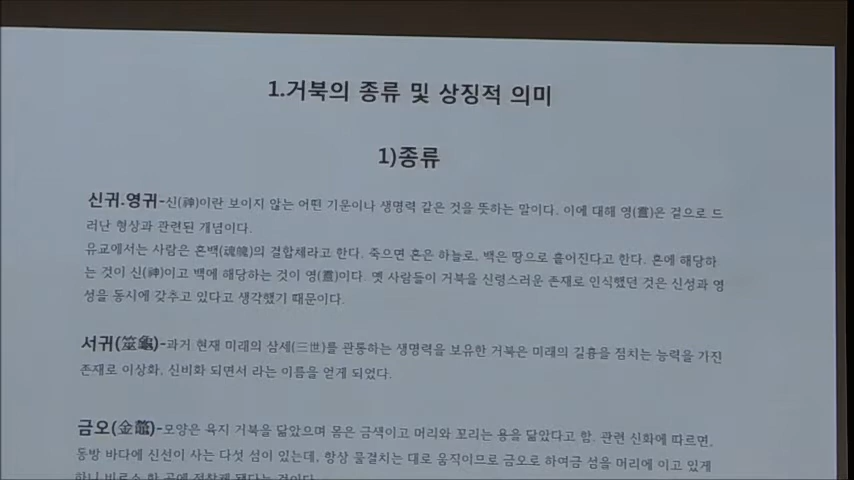 1.거북의 종류 및 상징적 의미
1)종류
신귀.영귀-신(神)이란 보이지 않는 어떤 기운이나 생명력 같은 것을 뜻하는 말이다. 이에 대해 영(靈)은 겉으로 드
러난 형상과 관련된 개념이다.
유교에서는 사람은 혼백(魂魄)의 결합체라고 한다. 죽으면 혼은 하늘로, 백은 땅으로 흩어진다고 한다. 혼에 해당하
는 것이 신(神)이고 백에 해당하는 것이 영(靈)이다. 옛 사람들이 거북을 신령스러운 존재로 인식했던 것은 신성과 영
성을 동시에 갖추고 있다고 생각했기 때문이다.
서귀(筮龜)-과거 현재 미래의 삼세(三世)를 관통하는 생명력을 보유한 거북은 미래의 길흉을 점치는 능력을 가진
존재로 이상화, 신비화 되면서 라는 이름을 얻게 되었다.
금오(金鼇)-모양은 육지 거북을 닮았으며 몸은 금색이고 머리와 꼬리는 용을 닮았다고 함. 관련 신화에 따르면,
동방 바다에 신선이 사는 다섯 섬이 있는데, 항상 물결치는 대로 움직이므로 금오로 하여금 섬을 머리에 이고 있게
하니 비로소 한 곳에